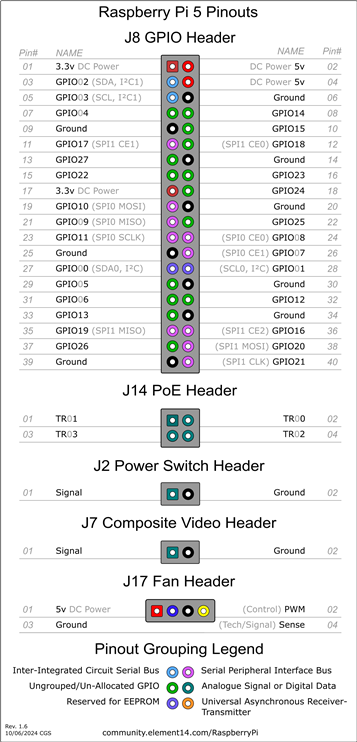 Raspberry Pi 5 Pinouts
J8 GPIO Header
Pin# NAME NAME Pin#
01 3.3v DC Power DC Power 5v 02
03 GPIO02 (SDA, I²C1) DC Power 5v 04
05 GPIO03 (SCL, I²C1) Ground 06
07 GPIO04 GPIO14 08
09 Ground GPIO15 10
11 GPIO17 (SPI1 CE1) (SPI1 CE0) GPIO18 12
13 GPIO27 Ground 14
15 GPIO22 GPIO23 16
17 3.3v DC Power GPIO24 18
19 GPIO10 (SPI0 MOSI) Ground 20
21 GPIO09 (SPI0 MISO) GPIO25 22
23 GPIO11 (SPI0 SCLK) (SPI0 CE0) GPIO08 24
25 Ground (SPI0 CE1) GPIO07 26
27 GPIO00 (SDA0, I²C) (SCL0, I²C) GPIO01 28
29 GPIO05 Ground 30
31 GPIO06 GPIO12 32
33 GPIO13 Ground 34
35 GPIO19 (SPI1 MISO) (SPI1 CE2) GPIO16 36
37 GPIO26 (SPI1 MOSI) GPIO20 38
39 Ground (SPI1 CLK) GPIO21 40
J14 PoE Header
01 TR01 TR00 02
03 TR03 TR02 04
J2 Power Switch Header
01 Signal Ground 02
J7 Composite Video Header
01 Signal Ground 02
J17 Fan Header
01 5v DC Power (Control) PWM 02
03 Ground (Tech/Signal) Sense 04
Pinout Grouping Legend
Inter-Integrated Circuit Serial Bus Serial Peripheral Interface Bus
Ungrouped/Un-Allocated GPIO Analogue Signal or Digital Data
Reserved for EEPROM Universal Asynchronous Receiver-
Transmitter
Rev. 1.6
10/06/2024 CGS community.element14.com/RaspberryPi